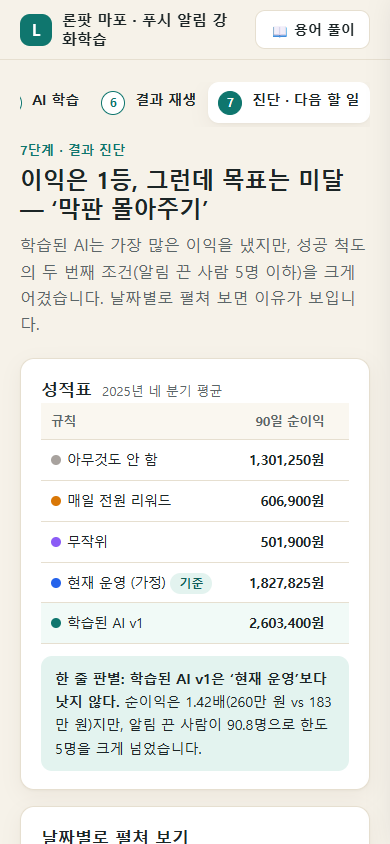 L
론팟 마포 · 푸시 알림 강
화학습
📖 용어 풀이
AI 학습
6 결과 재생
7 진단 · 다음 할 일
7단계 · 결과 진단
이익은 1등, 그런데 목표는 미달
— ‘막판 몰아주기’
학습된 AI는 가장 많은 이익을 냈지만, 성공 척도
의 두 번째 조건(알림 끈 사람 5명 이하)을 크게
어겼습니다. 날짜별로 펼쳐 보면 이유가 보입니
다.
성적표 2025년 네 분기 평균
규칙 90일 순이익
아무것도 안 함 1,301,250원
매일 전원 리워드 606,900원
무작위 501,900원
현재 운영 (가정) 기준 1,827,825원
학습된 AI v1 2,603,400원
한 줄 판별: 학습된 AI v1은 ‘현재 운영’보다
낫지 않다. 순이익은 1.42배(260만 원 vs 183
만 원)지만, 알림 끈 사람이 90.8명으로 한도
5명을 크게 넘었습니다.
날짜별로 펼쳐 보기